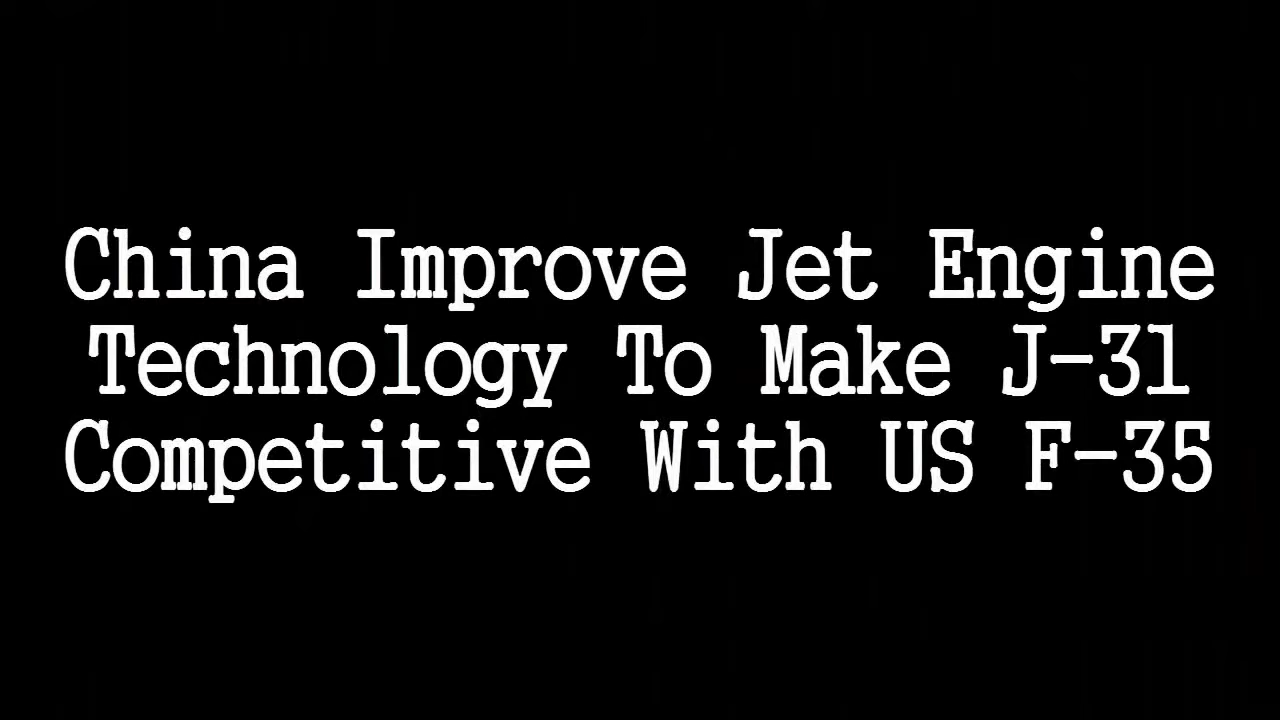 China Improve Jet Engine
Technology To Make J-31
Competitive With US F-35